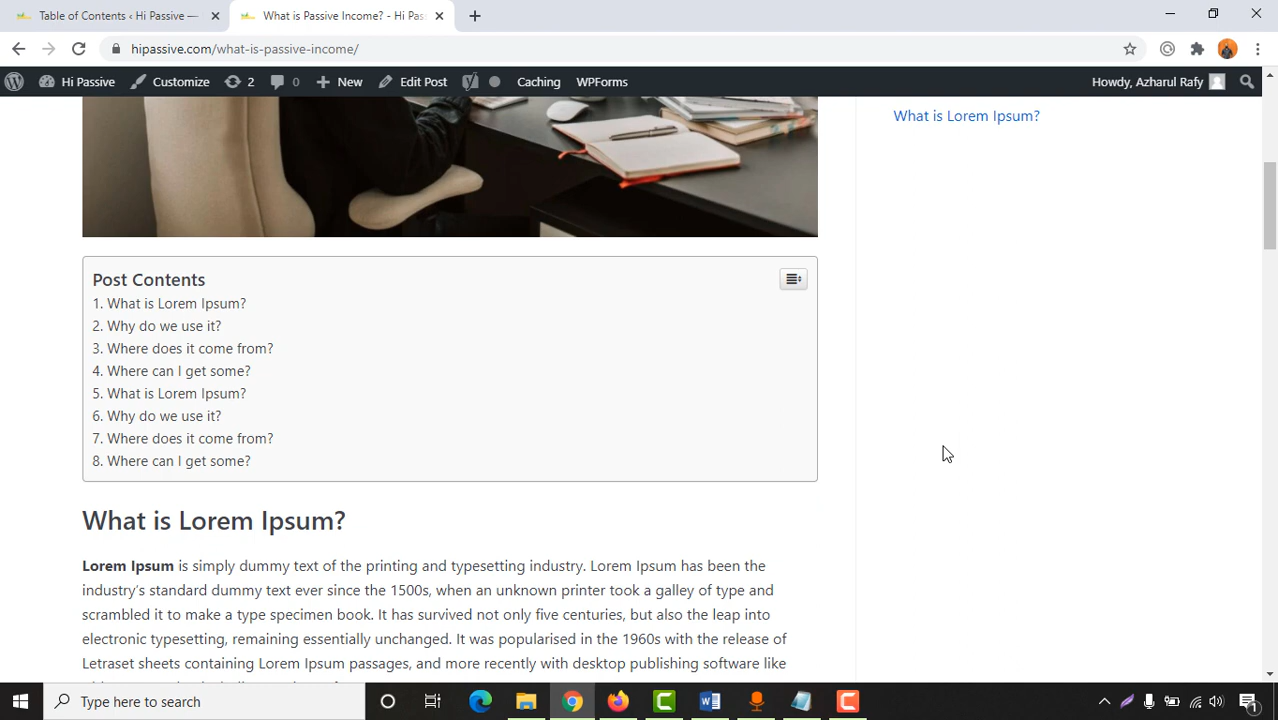 Table of Contents ‹ Hi Passive —
What is Passive Income? - Hi Pas
hipassive.com/what-is-passive-income/
Hi Passive
Customize
2
0
New
Edit Post
Caching
WPForms
Howdy, Azharul Rafy
What is Lorem Ipsum?
Post Contents
1. What is Lorem Ipsum?
2. Why do we use it?
3. Where does it come from?
4. Where can I get some?
5. What is Lorem Ipsum?
6. Why do we use it?
7. Where does it come from?
8. Where can I get some?
What is Lorem Ipsum?
Lorem Ipsum is simply dummy text of the printing and typesetting industry. Lorem Ipsum has been the
industry's standard dummy text ever since the 1500s, when an unknown printer took a galley of type and
scrambled it to make a type specimen book. It has survived not only five centuries, but also the leap into
electronic typesetting, remaining essentially unchanged. It was popularised in the 1960s with the release of
Letraset sheets containing Lorem Ipsum passages, and more recently with desktop publishing software like
Type here to search